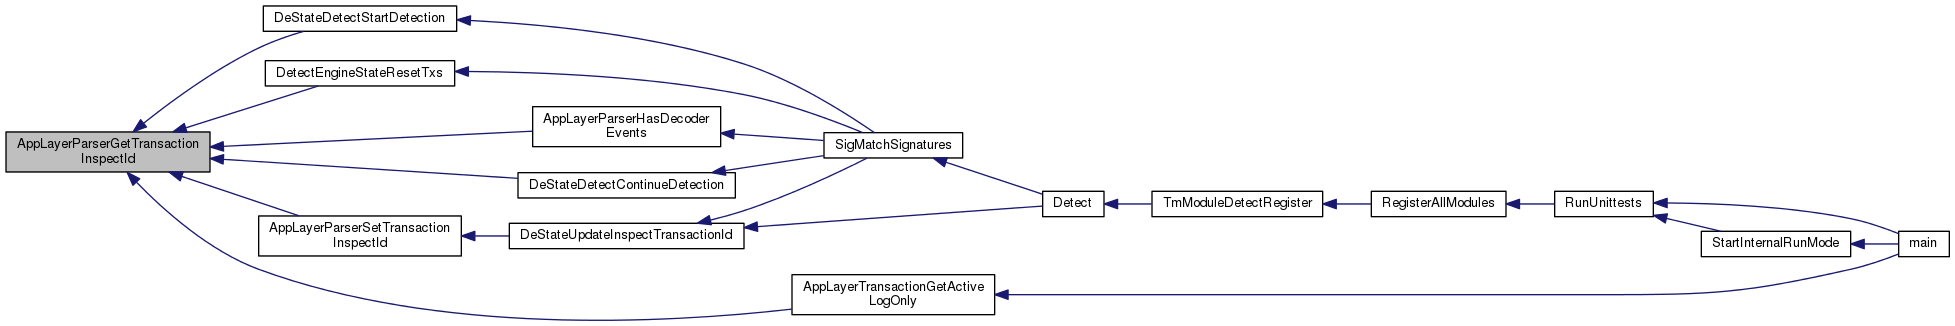 DeStateDetectStartDetection
DetectEngineStateResetTxs
AppLayerParserHasDecoder
Events
AppLayerParserGetTransaction
InspectId
SigMatchSignatures
DeStateDetectContinueDetection
Detect
TmModuleDetectRegister
RegisterAllModules
RunUnittests
AppLayerParserSetTransaction
InspectId
DeStateUpdateInspectTransactionId
StartInternalRunMode
main
AppLayerTransactionGetActive
LogOnly